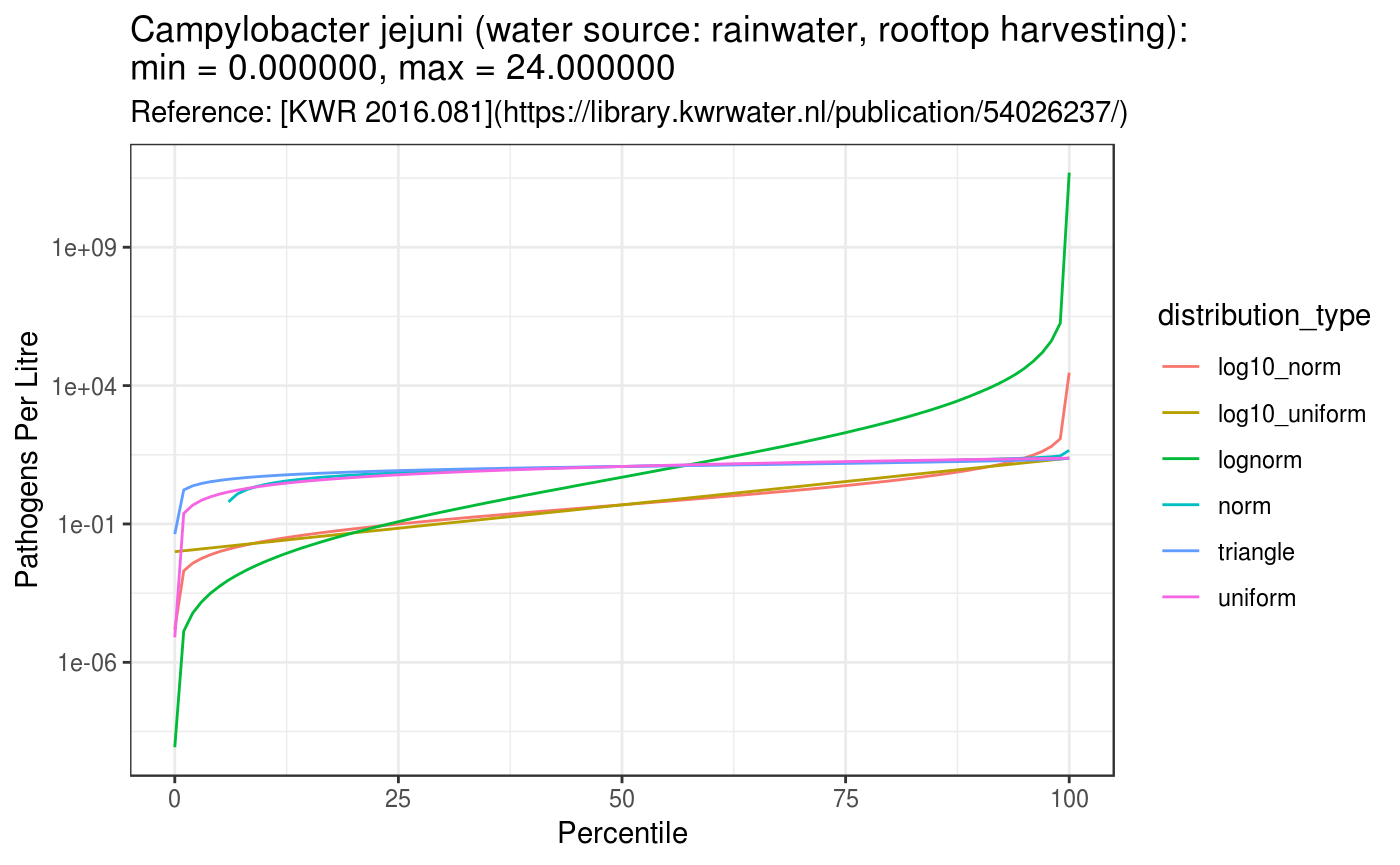 Campylobacter jejuni (water source: rainwater, rooftop harvesting):
min = 0.000000, max = 24.000000
Reference: [KWR 2016.081](https://library.kwrwater.nl/publication/54026237/)
Pathogens Per Litre
1e+09
1e+04
1e-01
1e-06
0
25
50
75
100
Percentile
distribution_type
log10_norm
log10_uniform
lognorm
norm
triangle
uniform